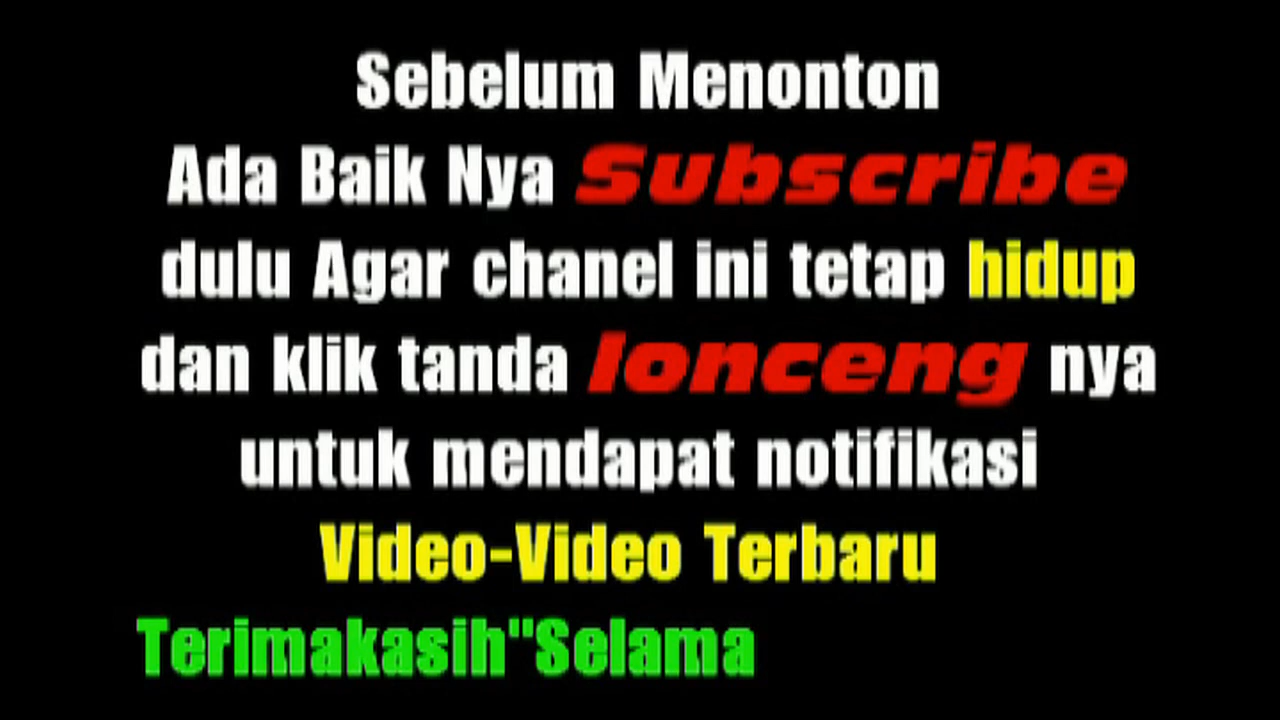 Sebelum Menonton
Ada Baik Nya Subscribe
dulu Agar chanel ini tetap hidup
dan klik tanda lonceng nya
untuk mendapat notifikasi
Video-Video Terbaru
Terimakasih"Selama